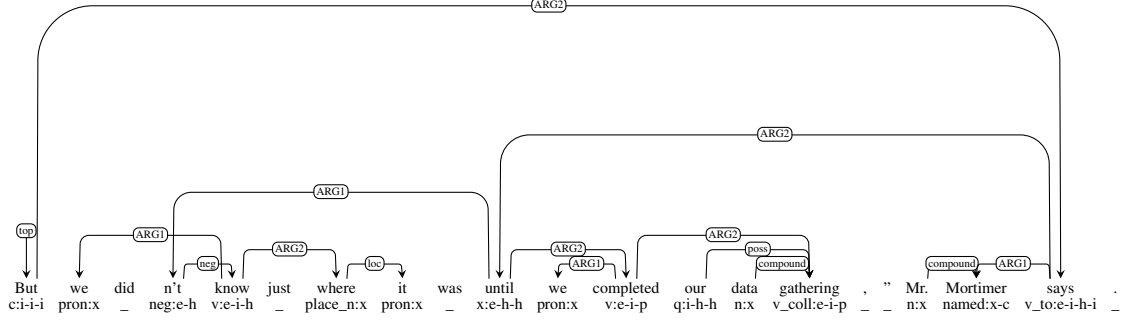 ARG2
ARG2
ARG1
top
ARG1 ARG2 ARG2
neg loc ARG2 ARG1 poss compound compound ARG1
But we did n't know just where it was until we completed our data gathering , ” Mr. Mortimer says .
c:i-i-i pron:x _ neg:e-h v:e-i-h _ place_n:x pron:x _ x:e-h-h pron:x v:e-i-p q:i-h-h n:x v_coll:e-i-p _ _ n:x named:x-c v_to:e-i-h-i _